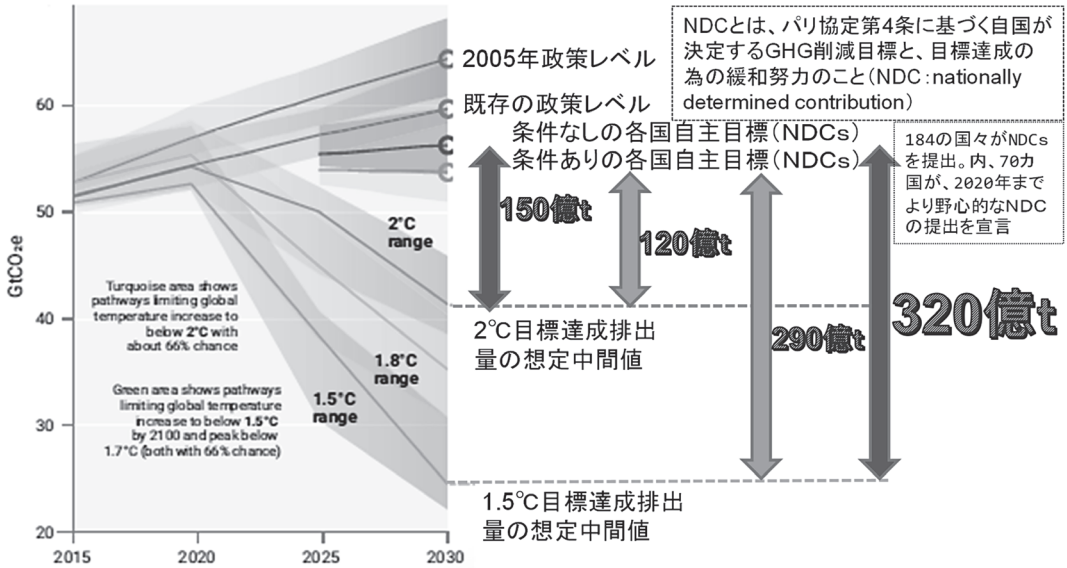 NDCとは、パリ協定第4条に基づく自国が
決定するGHG削減目標と、目標達成の
為の緩和努力のこと（NDC：nationally
determined contribution）
2005年政策レベル
既存の政策レベル
条件なしの各国自主目標（NDCs）
条件ありの各国自主目標（NDCs）
184の国々がNDCs
を提出。内、70カ
国が、2020年まで
より野心的なNDC
の提出を宣言
GtCO₂e
60
50
40
30
20
2015
2020
2025
2030
2°C
range
1.8°C
range
1.5°C
range
Turquoise area shows
pathways limiting global
temperature increase to
below 2°C with
about 66% chance
Green area shows pathways
limiting global temperature
increase to below 1.5°C
by 2100 and peak below
1.7°C (both with 66% chance)
150億t
120億t
290億t
320億t
2℃目標達成排出
量の想定中間値
1.5℃目標達成排出
量の想定中間値